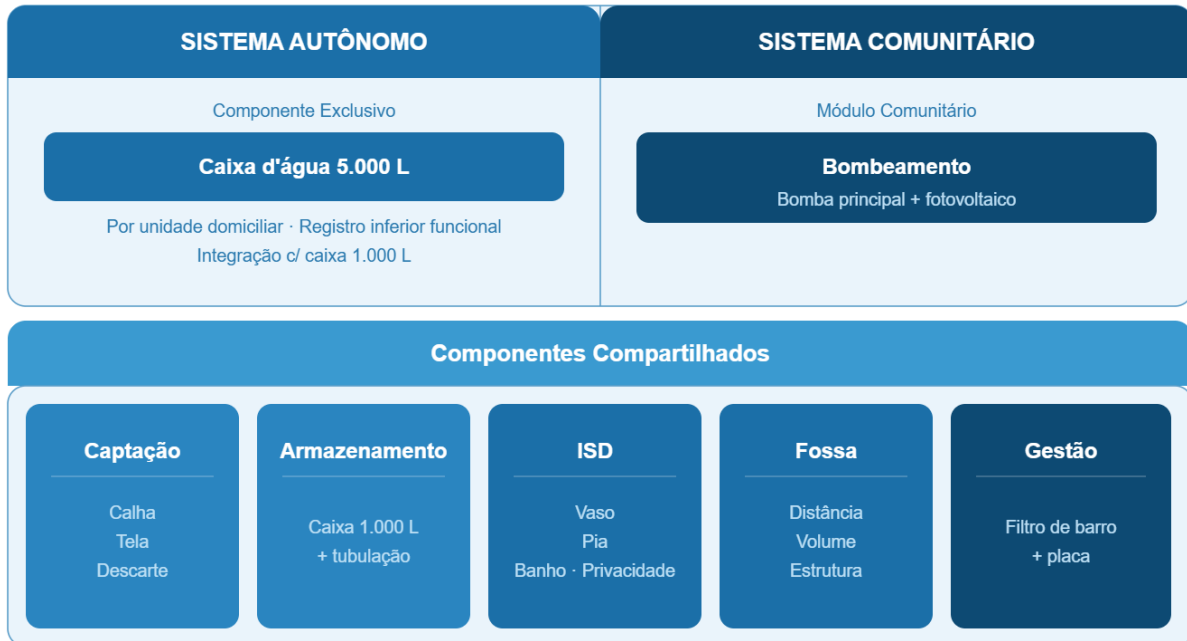 SISTEMA AUTÔNOMO
SISTEMA COMUNITÁRIO
Componente Exclusivo
Caixa d'água 5.000 L
Por unidade domiciliar · Registro inferior funcional
Integração c/ caixa 1.000 L
Módulo Comunitário
Bombeamento
Bomba principal + fotovoltaico
Componentes Compartilhados
Captação
Calha
Tela
Descarte
Armazenamento
Caixa 1.000 L
+ tubulação
ISD
Vaso
Pia
Banho · Privacidade
Fossa
Distância
Volume
Estrutura
Gestão
Filtro de barro
+ placa